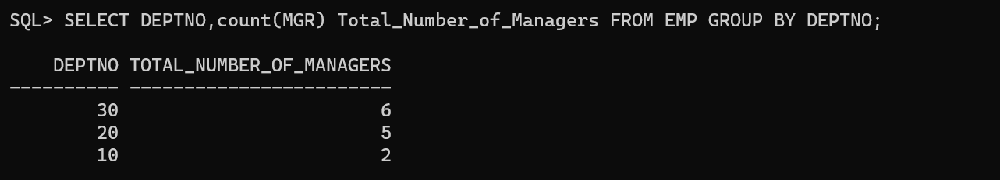 SQL> SELECT DEPTNO,count(MGR) Total_Number_of_Managers FROM EMP GROUP BY DEPTNO;
    DEPTNO TOTAL_NUMBER_OF_MANAGERS
---------- ------------------------
        30                        6
        20                        5
        10                        2